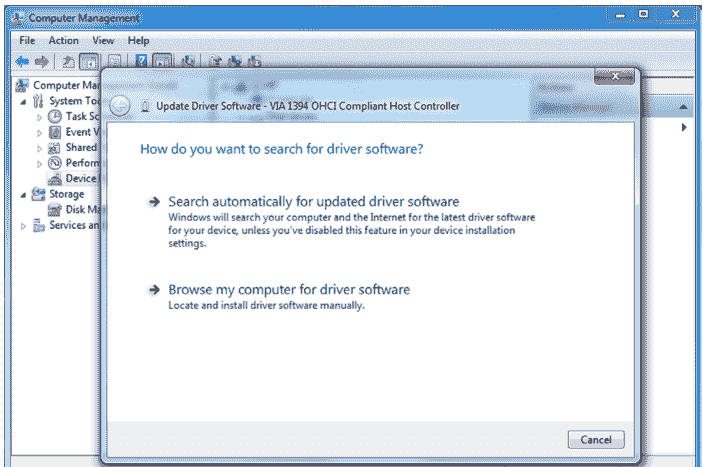 Computer Management
File Action View Help
Computer Mar
System Too
Task Sc
Event V
Shared
Perform
Device
Storage
Disk Ma
Services an
Update Driver Software - VIA 1394 OHCI Compliant Host Controller
How do you want to search for driver software?
Search automatically for updated driver software
Windows will search your computer and the Internet for the latest driver software
for your device, unless you've disabled this feature in your device installation
settings.
Browse my computer for driver software
Locate and install driver software manually.
Cancel